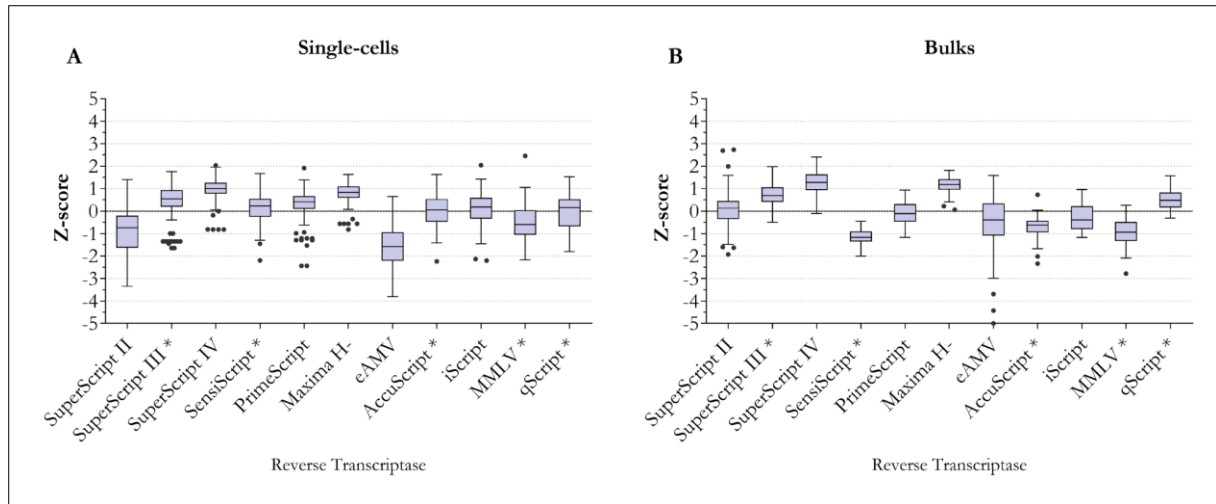 A
Single-cells
Z-score
5
4
3
2
1
0
-1
-2
-3
-4
-5
SuperScript II
SuperScript III *
SuperScript IV
SensiScript *
PrimeScript
Maxima H-
eAMV
AccuScript *
iScript
MMLV *
qScript *
Reverse Transcriptase
B
Bulks
Z-score
5
4
3
2
1
0
-1
-2
-3
-4
-5
SuperScript II
SuperScript III *
SuperScript IV
SensiScript *
PrimeScript
Maxima H-
eAMV
AccuScript *
iScript
MMLV *
qScript *
Reverse Transcriptase